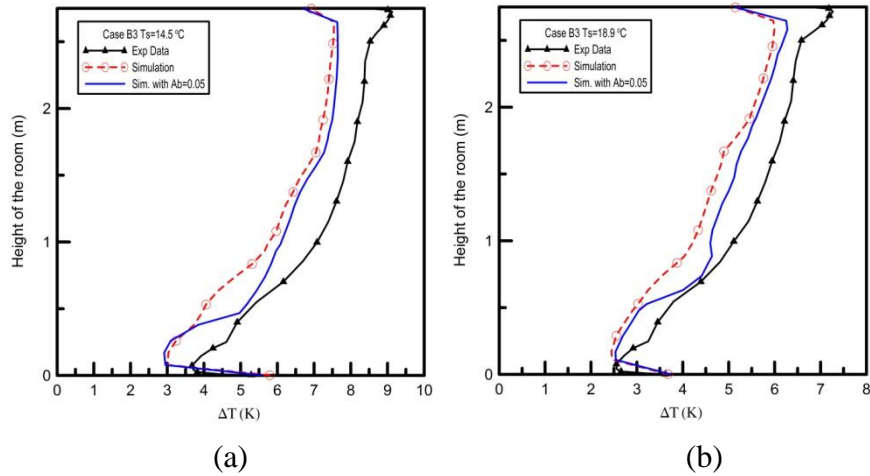 Case B3 Ts=14.5 ºC
Exp Data
Simulation
Sim. with Ab=0.05
Height of the room (m)
2
1
0
0 1 2 3 4 5 6 7 8 9 10
ΔT (K)
(a)
Case B3 Ts=18.9 ºC
Exp Data
Simulation
Sim. with Ab=0.05
Height of the room (m)
2
1
0
0 1 2 3 4 5 6 7 8
ΔT (K)
(b)